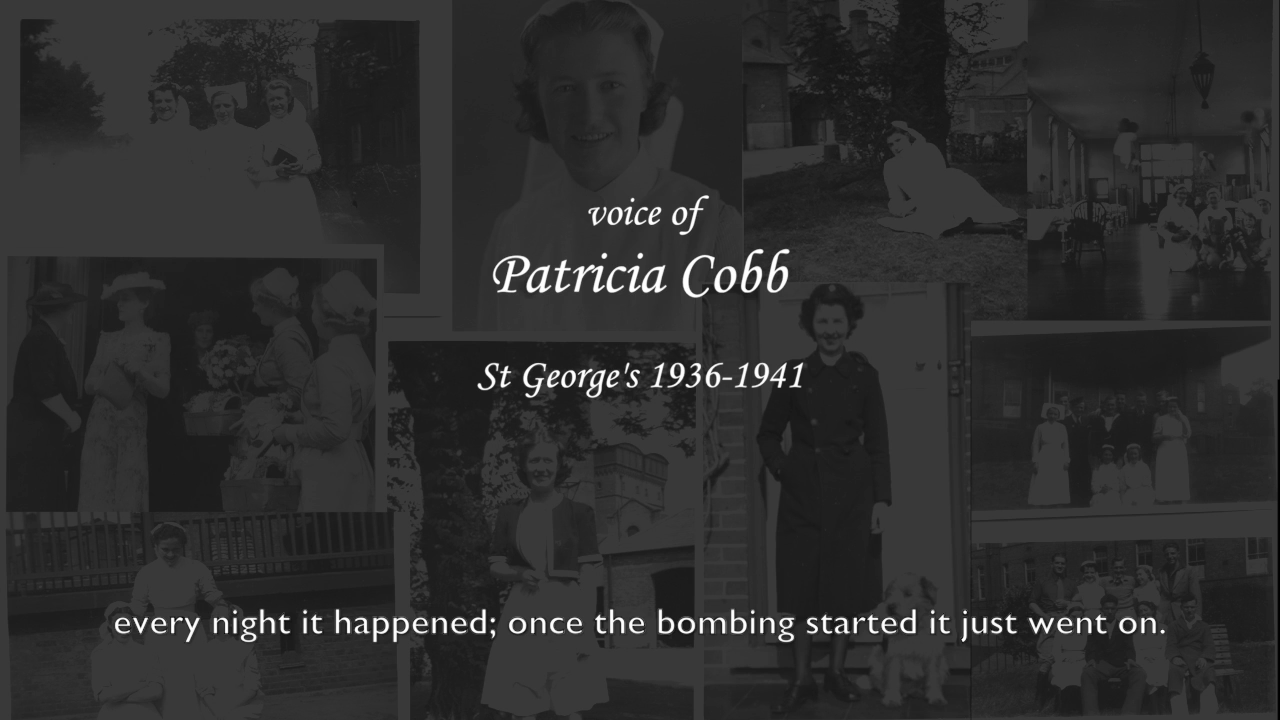 voice of
Patricia Cobb
St George's 1936-1941
every night it happened; once the bombing started it just went on.